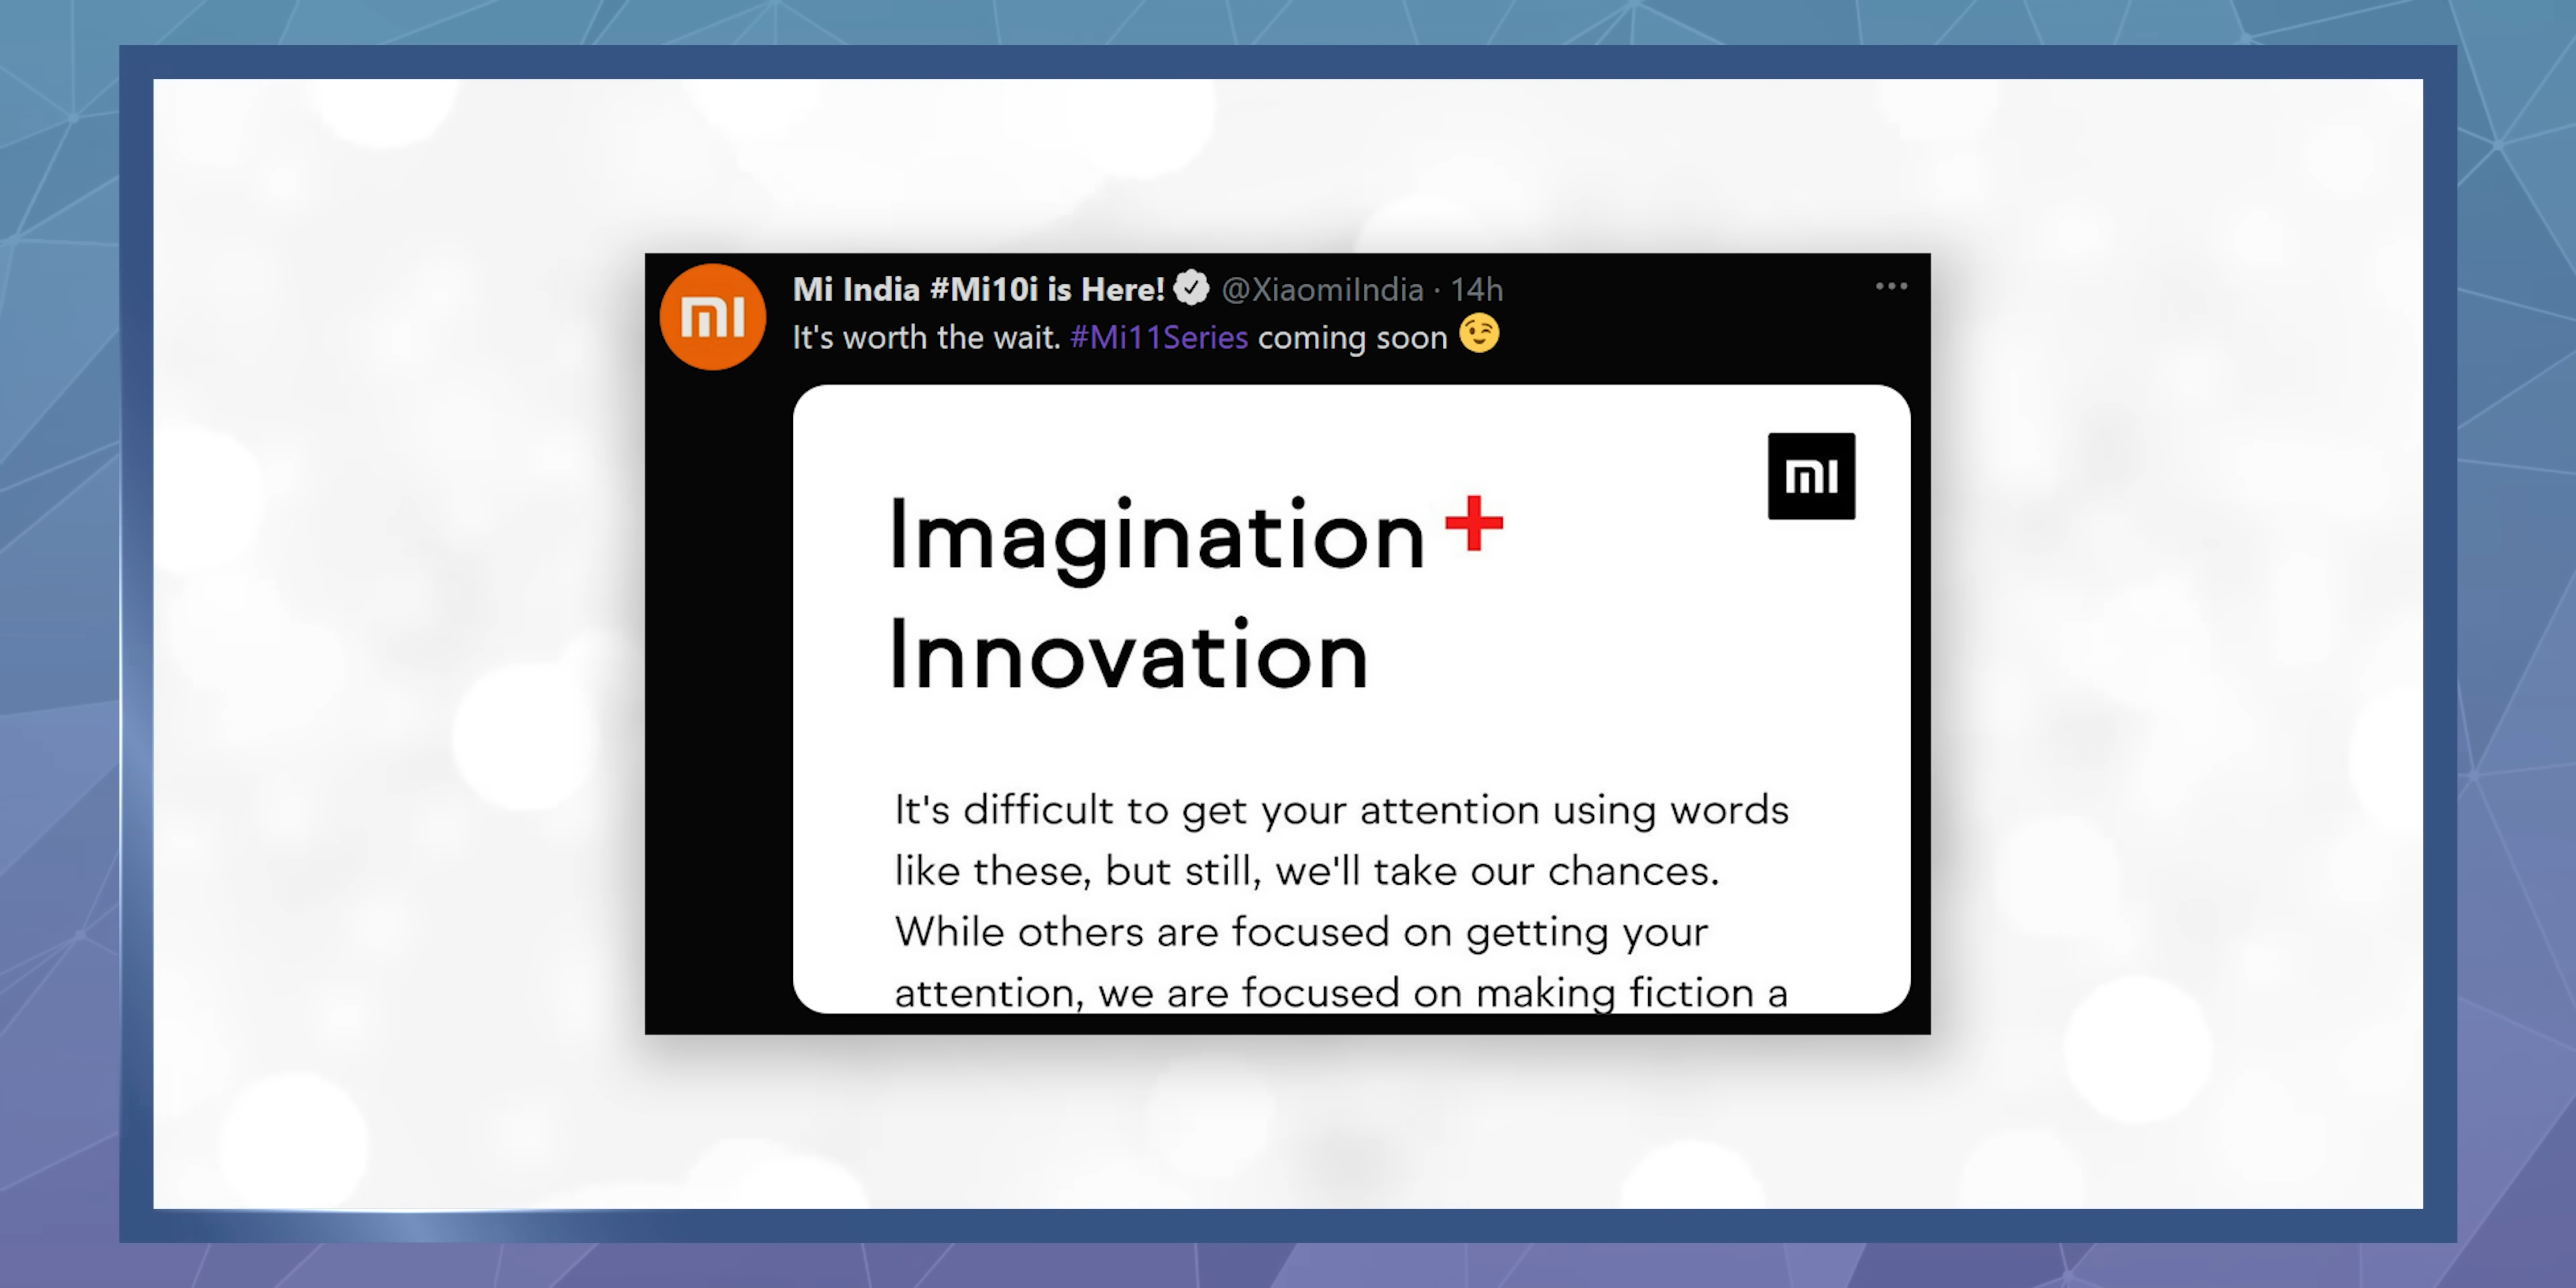 mi
Mi India #Mi10i is Here! @XiaomiIndia · 14h
It's worth the wait. #Mi11Series coming soon 😉
mi
Imagination +
Innovation
It's difficult to get your attention using words
like these, but still, we'll take our chances.
While others are focused on getting your
attention, we are focused on making fiction a